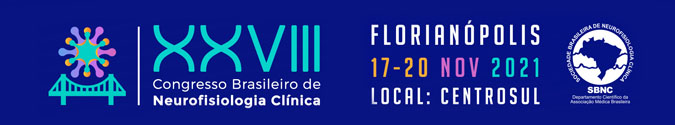 XXVIII
Congresso Brasileiro de
Neurofisiologia Clínica
FLORIANÓPOLIS
17-20 NOV 2021
LOCAL: CENTROSUL
SOCIEDADE BRASILEIRA DE NEUROFISIOLOGIA CLÍNICA
SBNC
Departamento Científico da
Associação Médica Brasileira